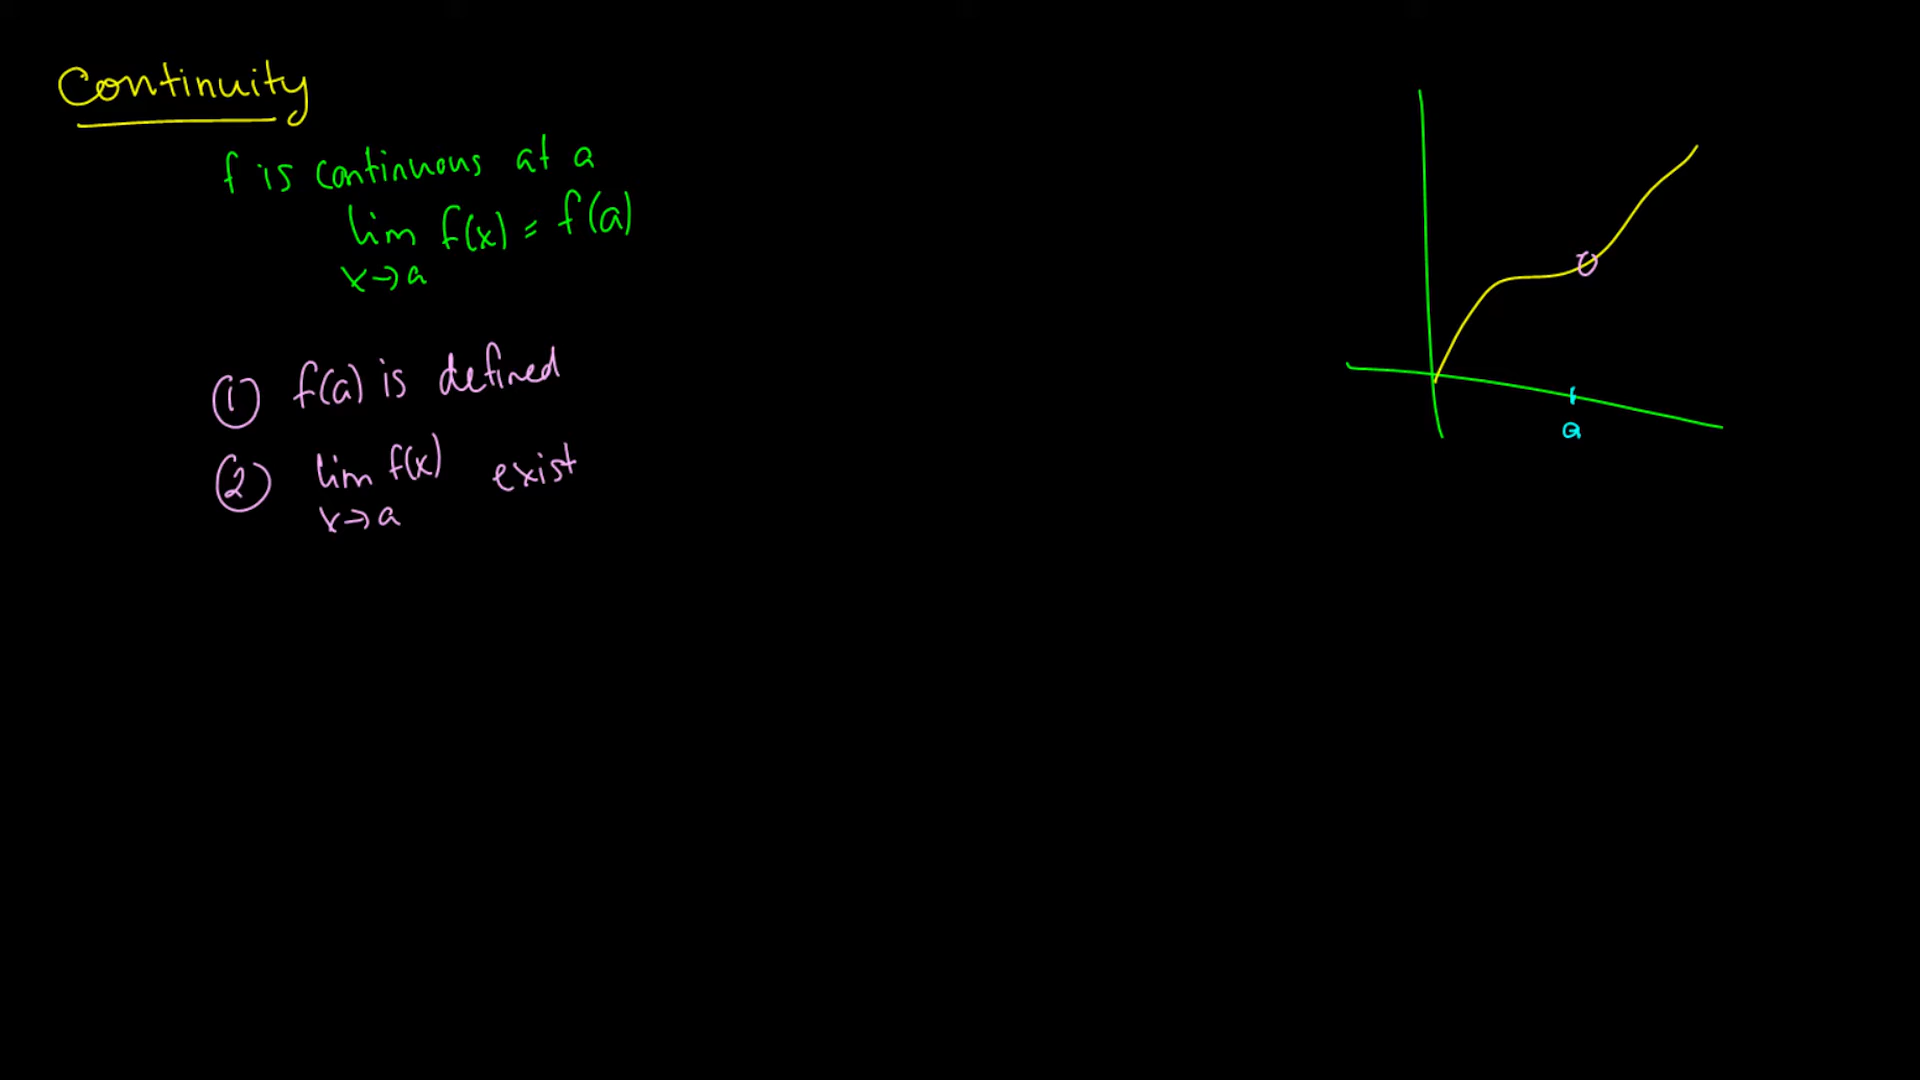 Continuity
f is continuous at a
lim f(x) = f(a)
x→a
① f(a) is defined
② lim f(x) exist
x→a
a